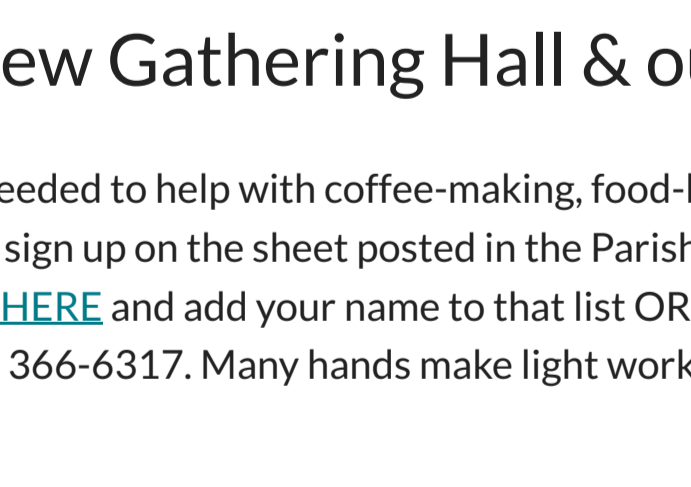 ew Gathering Hall & ou
eeded to help with coffee-making, food-
sign up on the sheet posted in the Parish
HERE and add your name to that list OR
366-6317. Many hands make light work